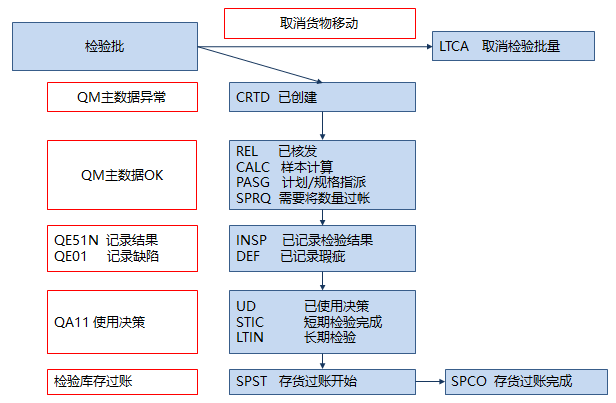 取消货物移动
检验批
LTCA 取消检验批量
QM主数据异常
CRTD 已创建
QM主数据OK
REL 已核发
CALC 样本计算
PASG 计划/规格指派
SPRQ 需要将数量过帐
QE51N 记录结果
QE01 记录缺陷
INSP 已记录检验结果
DEF 已记录瑕疵
QA11 使用决策
UD 已使用决策
STIC 短期检验完成
LTIN 长期检验
检验库存过账
SPST 存货过账开始
SPCO 存货过账完成